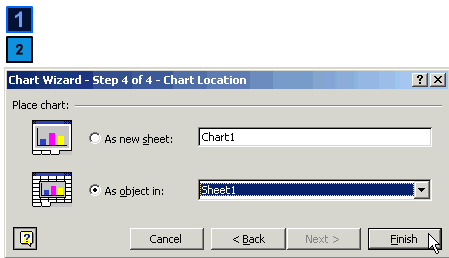 1
2
Chart Wizard - Step 4 of 4 - Chart Location
Place chart:
As new sheet: Chart1
As object in: Sheet1
Cancel < Back Next > Finish